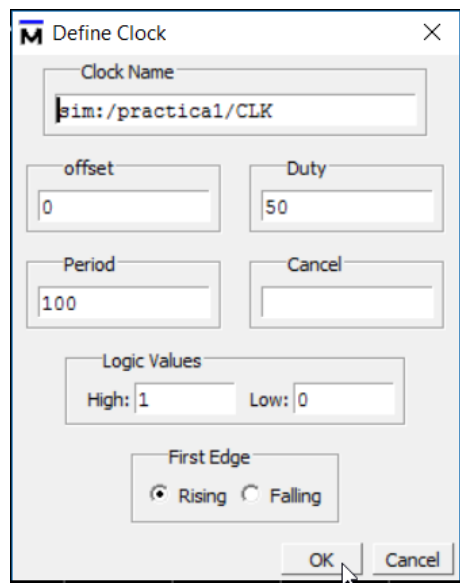 M Define Clock
Clock Name
sim:/practica1/CLK
offset Duty
0 50
Period Cancel
100
Logic Values
High: 1 Low: 0
First Edge
Rising Falling
OK Cancel